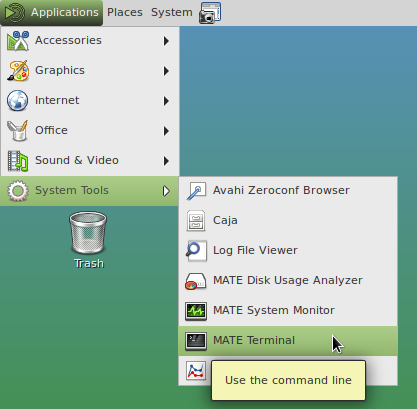 Applications Places System
Accessories
Graphics
Internet
Office
Sound & Video
System Tools
Avahi Zeroconf Browser
Caja
Log File Viewer
MATE Disk Usage Analyzer
MATE System Monitor
MATE Terminal
Use the command line
Trash